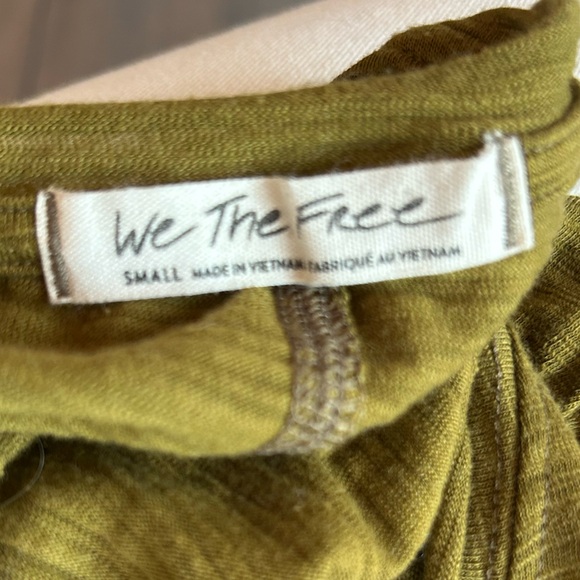 We The Free
SMALL MADE IN VIETNAM FABRIQUÉ AU VIETNAM